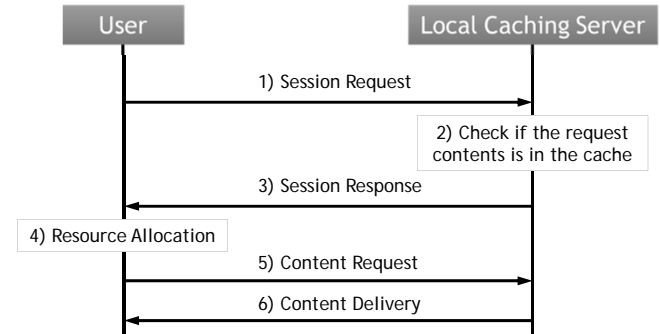 User
Local Caching Server
1) Session Request
2) Check if the request
contents is in the cache
3) Session Response
4) Resource Allocation
5) Content Request
6) Content Delivery